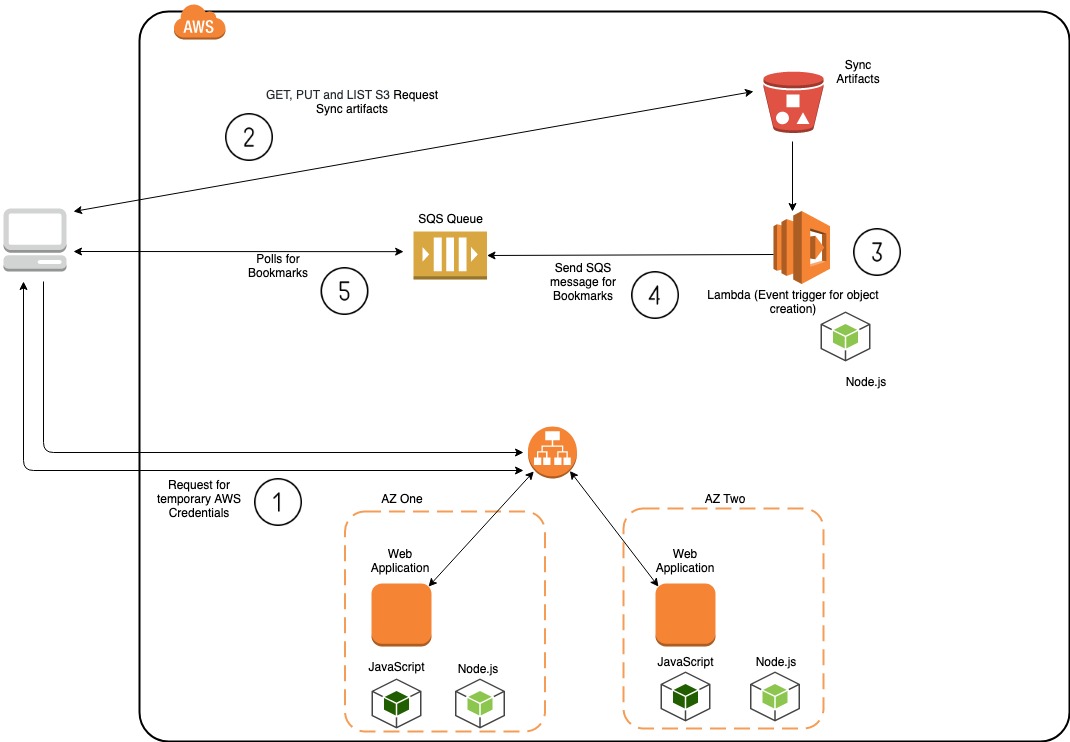 AWS
Sync
Artifacts
GET, PUT and LIST S3 Request
Sync artifacts
2
SQS Queue
Polls for
Bookmarks
5
Send SQS
message for
Bookmarks
4
3
Lambda (Event trigger for object
creation)
Node.js
Request for
temporary AWS
Credentials
1
AZ One
AZ Two
Web
Application
Web
Application
JavaScript
Node.js
JavaScript
Node.js